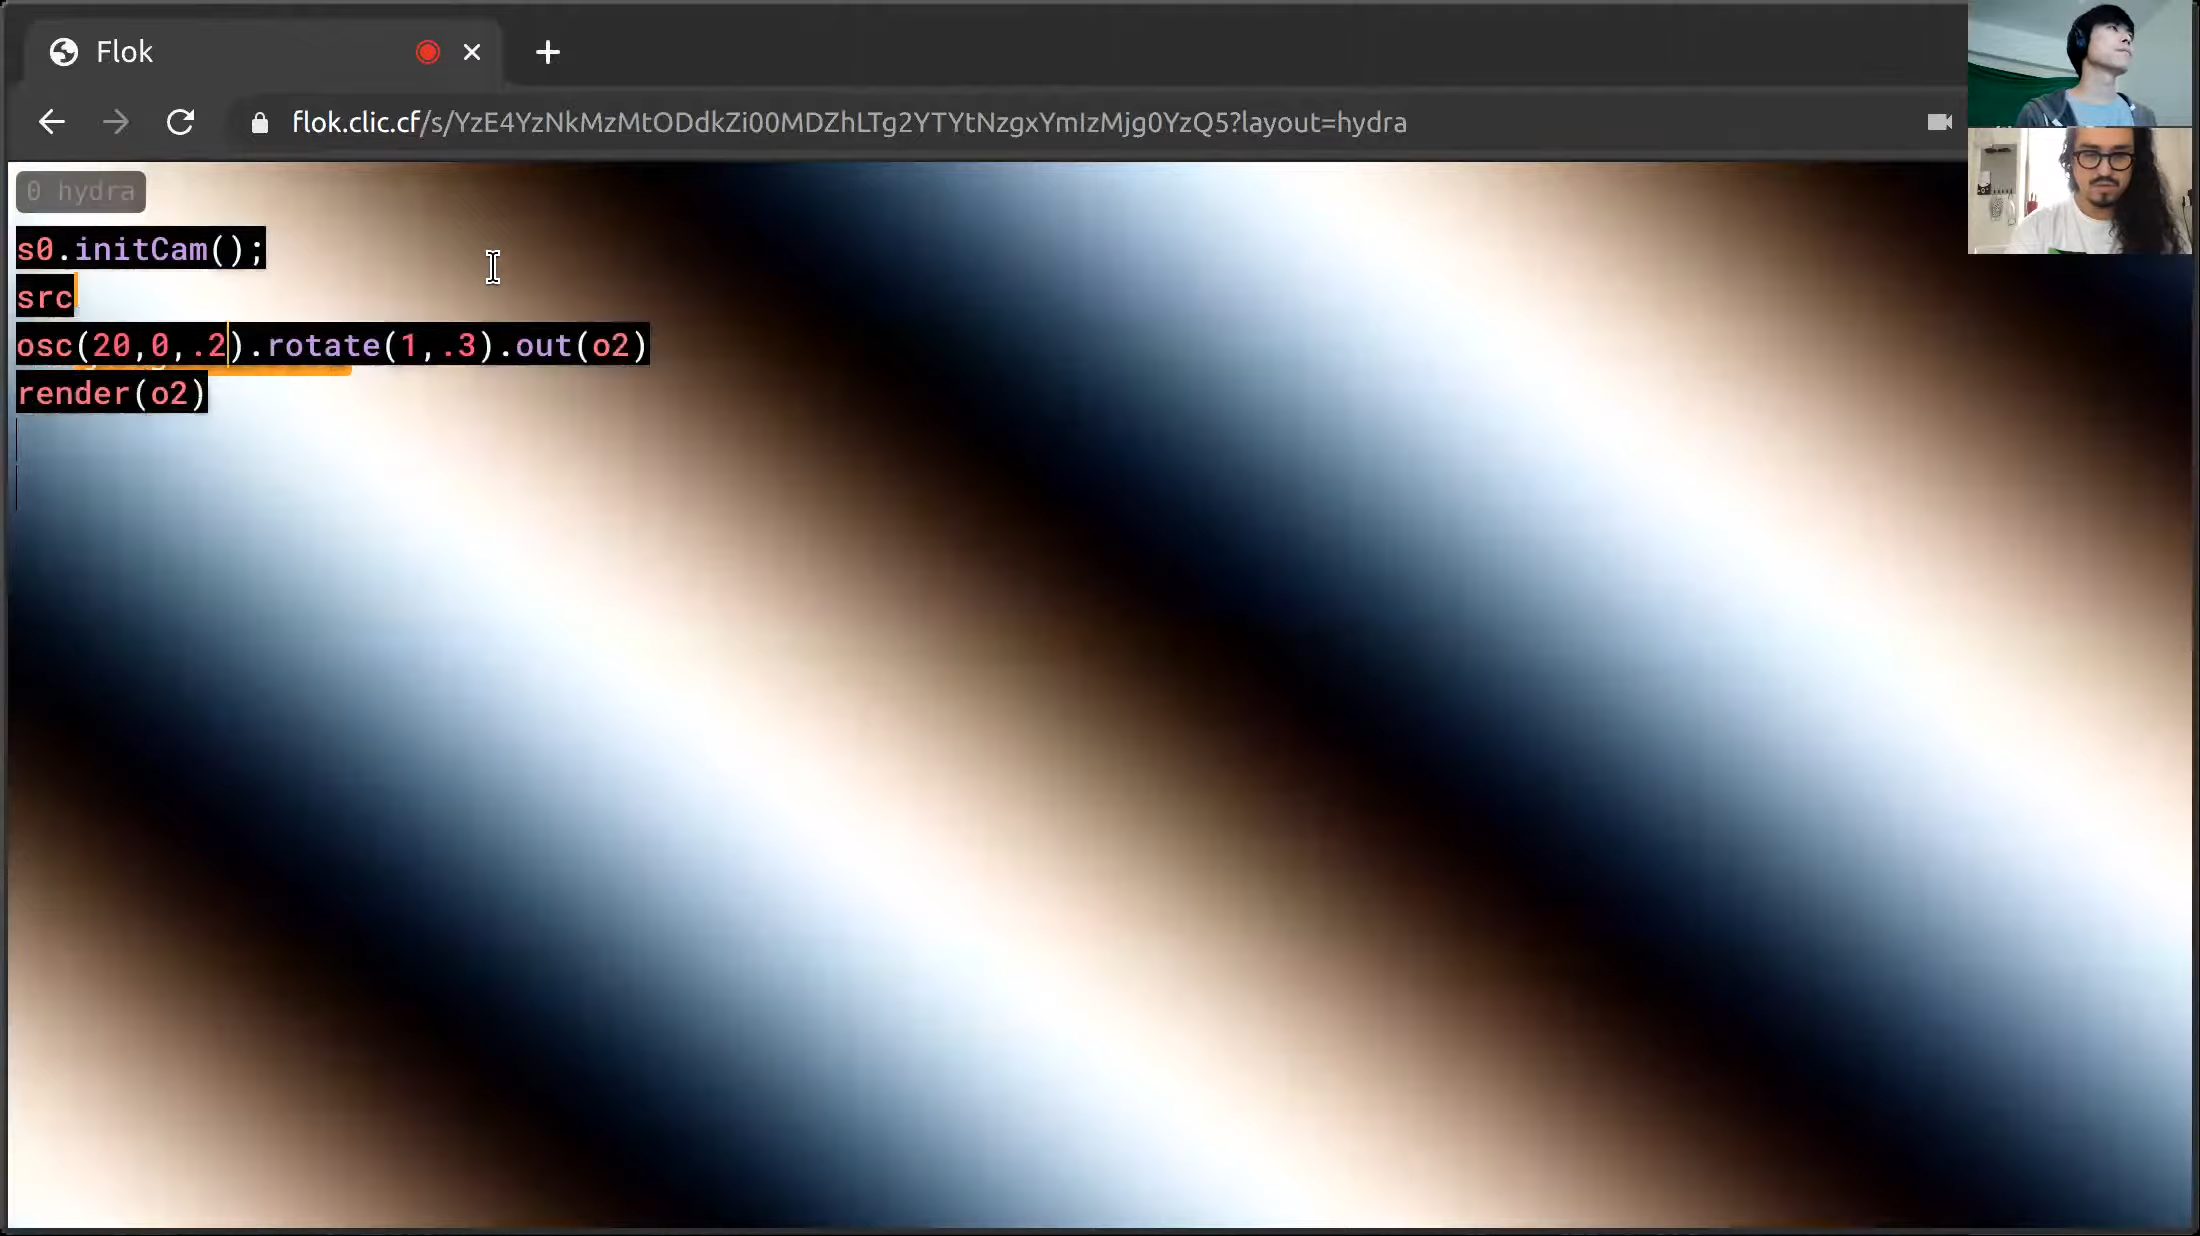 Flok
flok.clic.cf/s/YzE4YzNkMzMtODdkZi00MDZhLTg2YTYtNzgxYmIzMjg0YzQ5?layout=hydra
0 hydra
s0.initCam();
src
osc(20,0,.2).rotate(1,.3).out(o2)
render(o2)